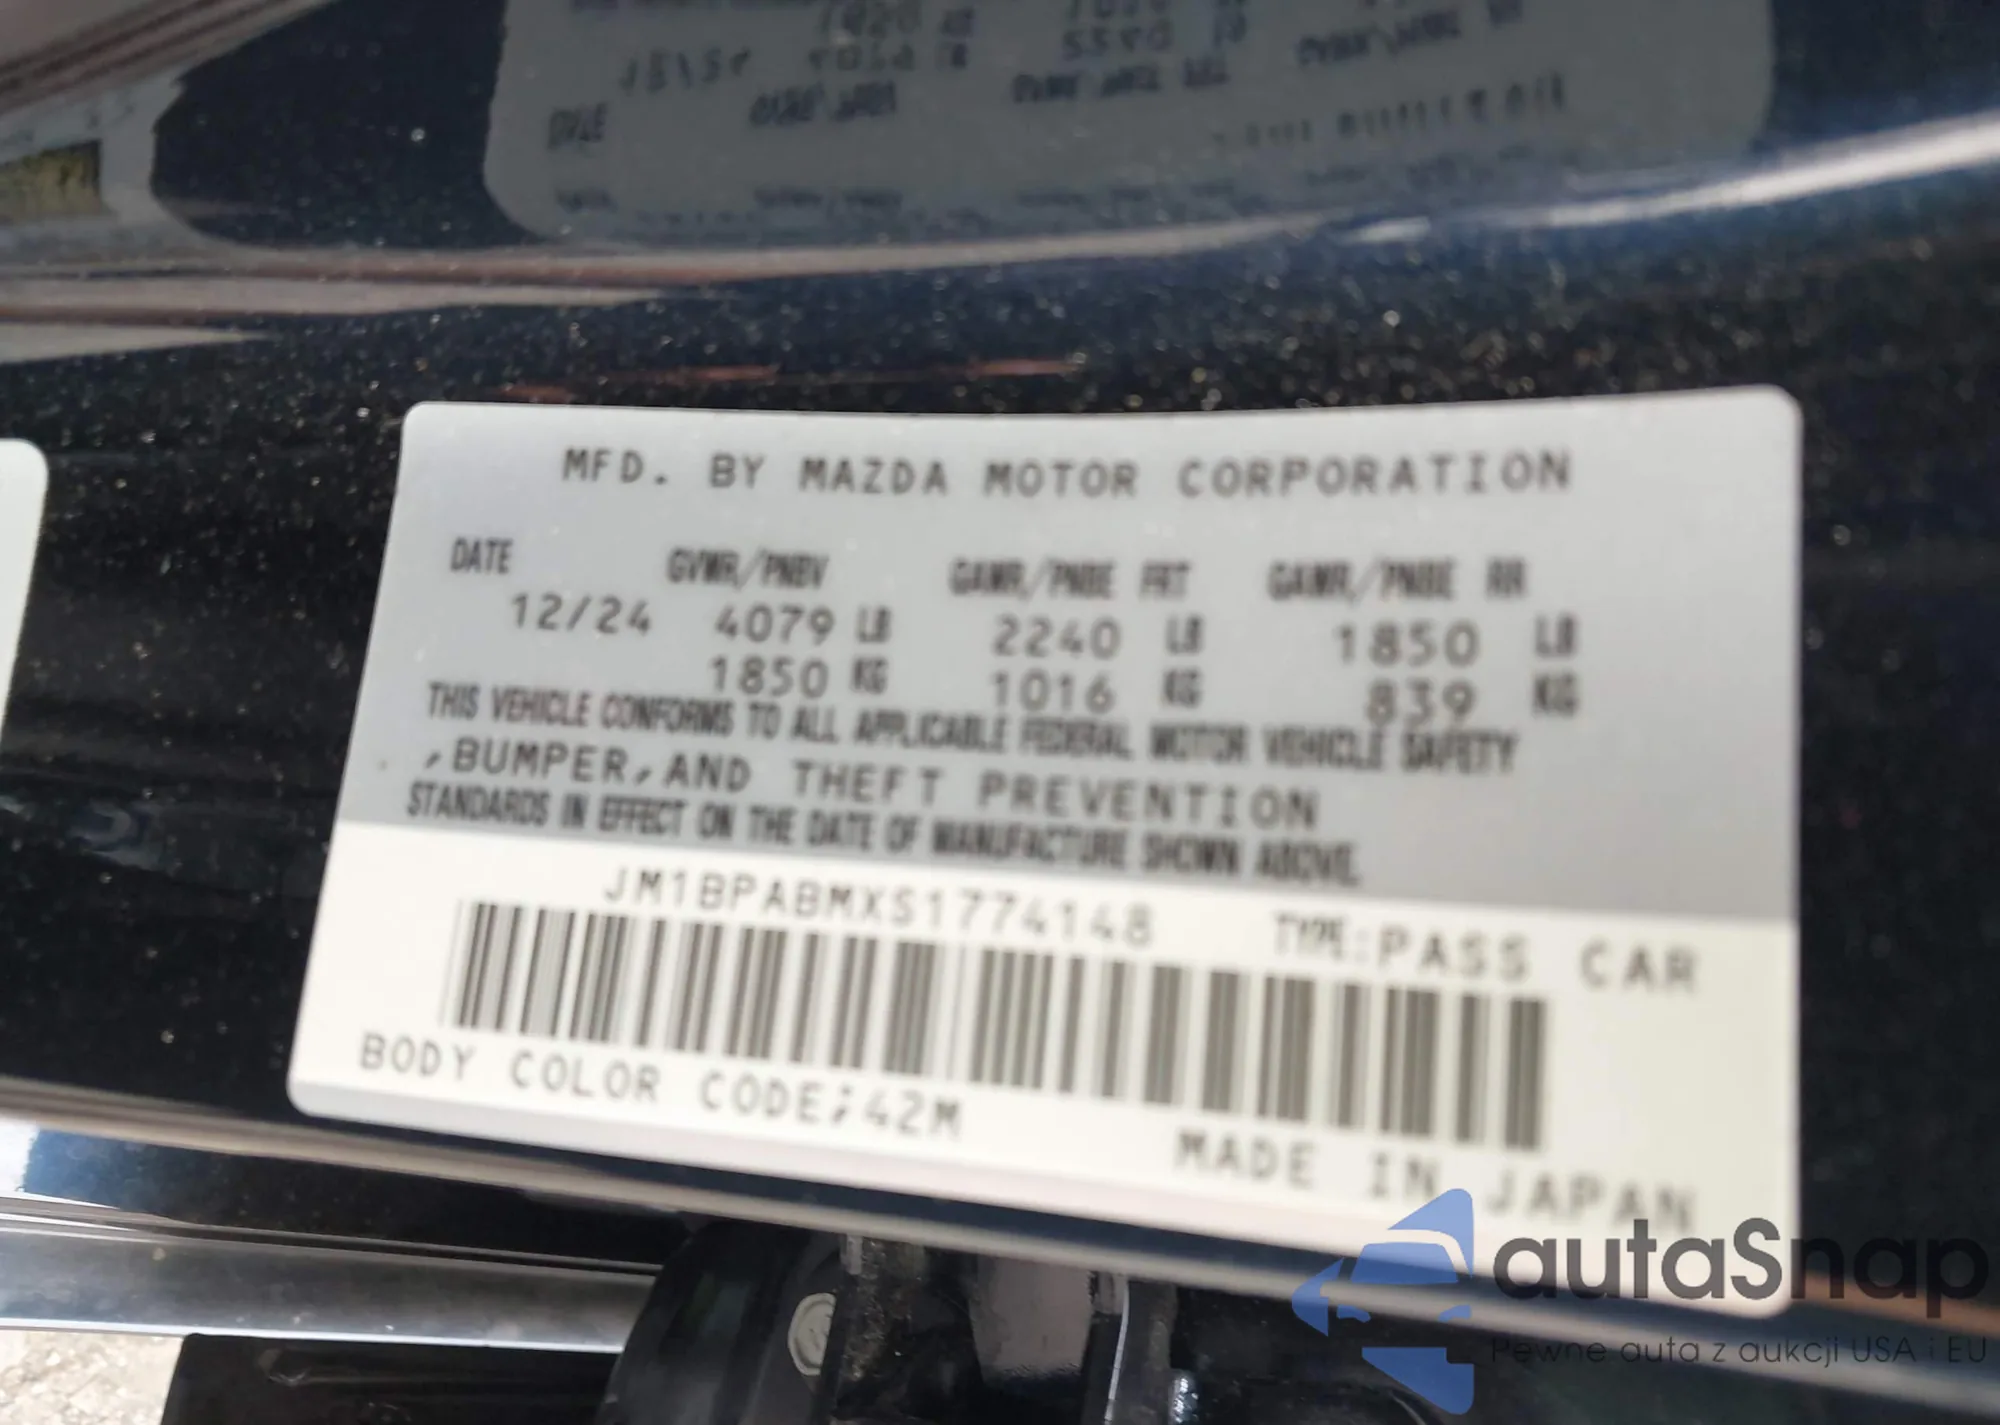 MFD. BY MAZDA MOTOR CORPORATION
DATE GVWR/PNBV GAWR/PNBE FRT GAWR/PNBE RR
12/24 4079 LB 2240 LB 1850 LB
1850 KG 1016 KG 839 KG
THIS VEHICLE CONFORMS TO ALL APPLICABLE FEDERAL MOTOR VEHICLE SAFETY
,BUMPER,AND THEFT PREVENTION
STANDARDS IN EFFECT ON THE DATE OF MANUFACTURE SHOWN ABOVE.
JM1BPABMXS1774148 TYPE:PASS CAR
BODY COLOR CODE;42M
MADE IN JAPAN
autaSnap
Pewne auta z aukcji USA i EU